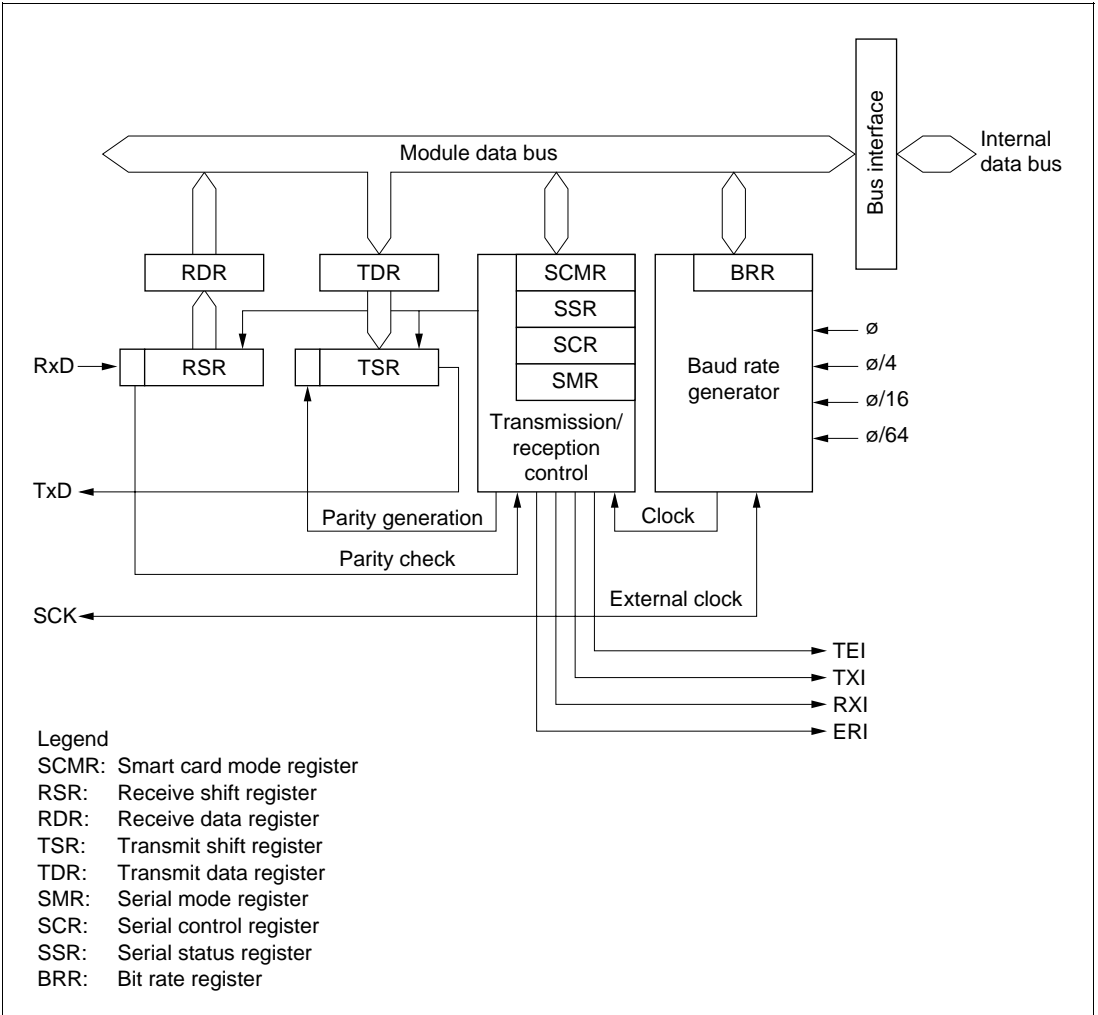 Bus interface
Internal
data bus
Module data bus
RDR
TDR
SCMR
BRR
SSR
SCR
SMR
RxD
RSR
TSR
Baud rate
generator
ø
ø/4
ø/16
ø/64
Transmission/
reception
control
TxD
Parity generation
Clock
Parity check
External clock
SCK
TEI
TXI
RXI
ERI
Legend
SCMR: Smart card mode register
RSR: Receive shift register
RDR: Receive data register
TSR: Transmit shift register
TDR: Transmit data register
SMR: Serial mode register
SCR: Serial control register
SSR: Serial status register
BRR: Bit rate register